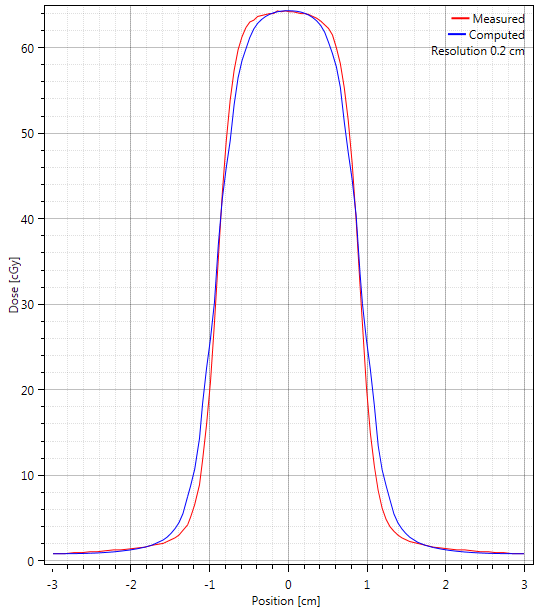 Measured
Computed
Resolution 0.2 cm
60
50
40
30
20
10
0
Dose [cGy]
-3 -2 -1 0 1 2 3
Position [cm]